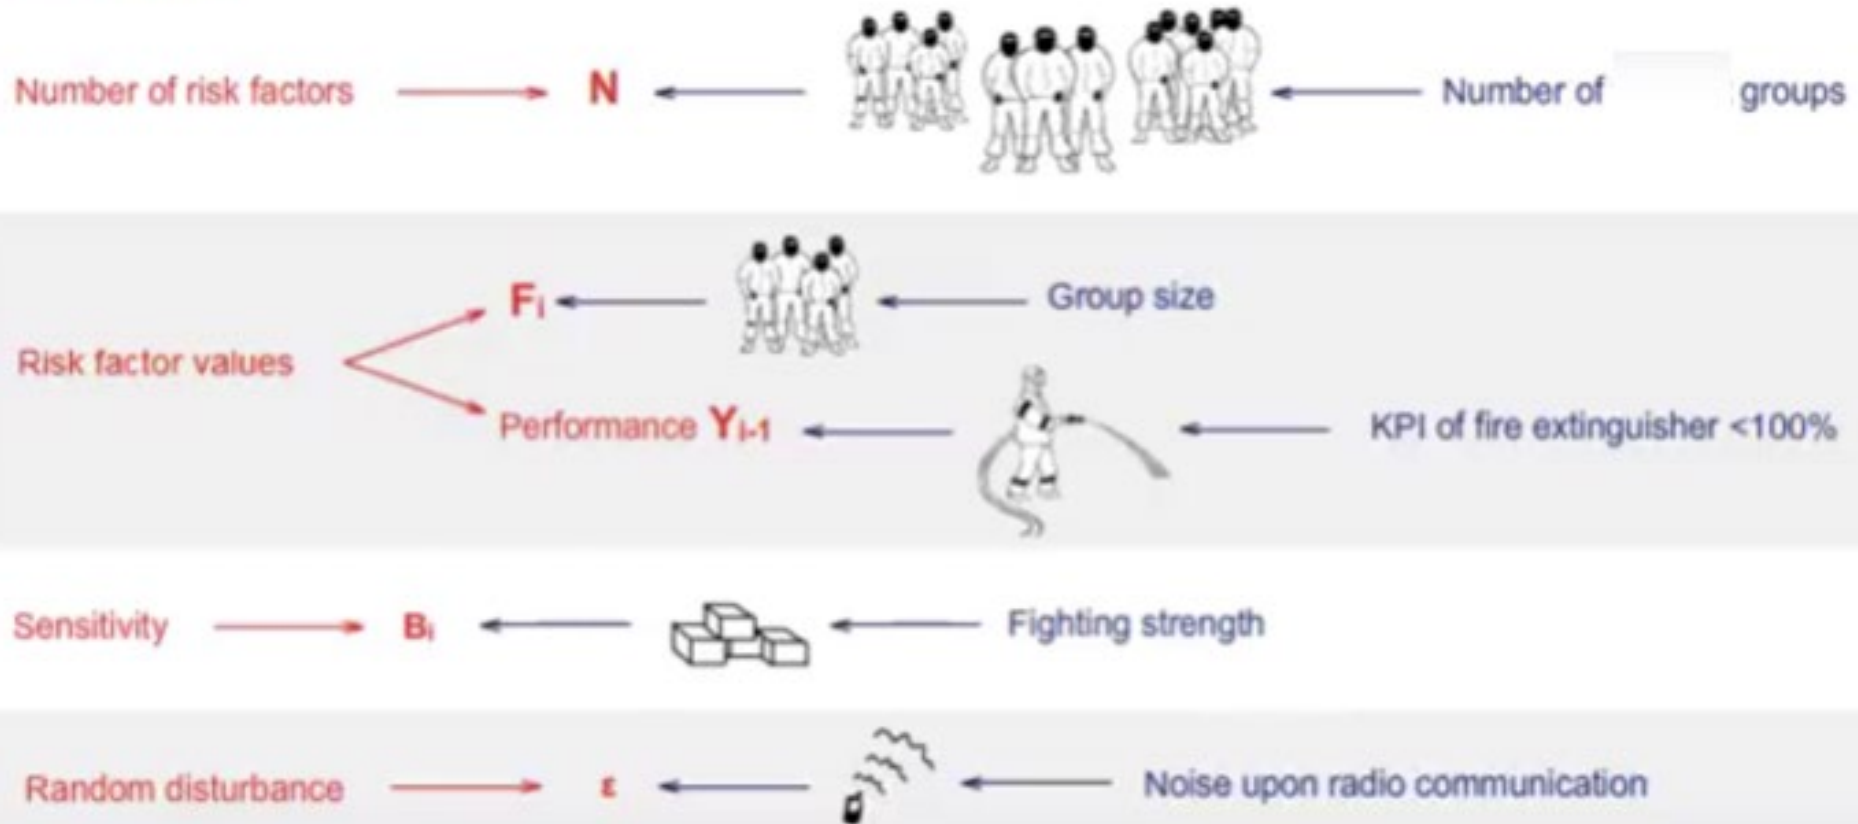 Number of risk factors N Number of groups
Fi Group size
Risk factor values
Performance Yi-1 KPI of fire extinguisher <100%
Sensitivity Bi Fighting strength
Random disturbance ε Noise upon radio communication